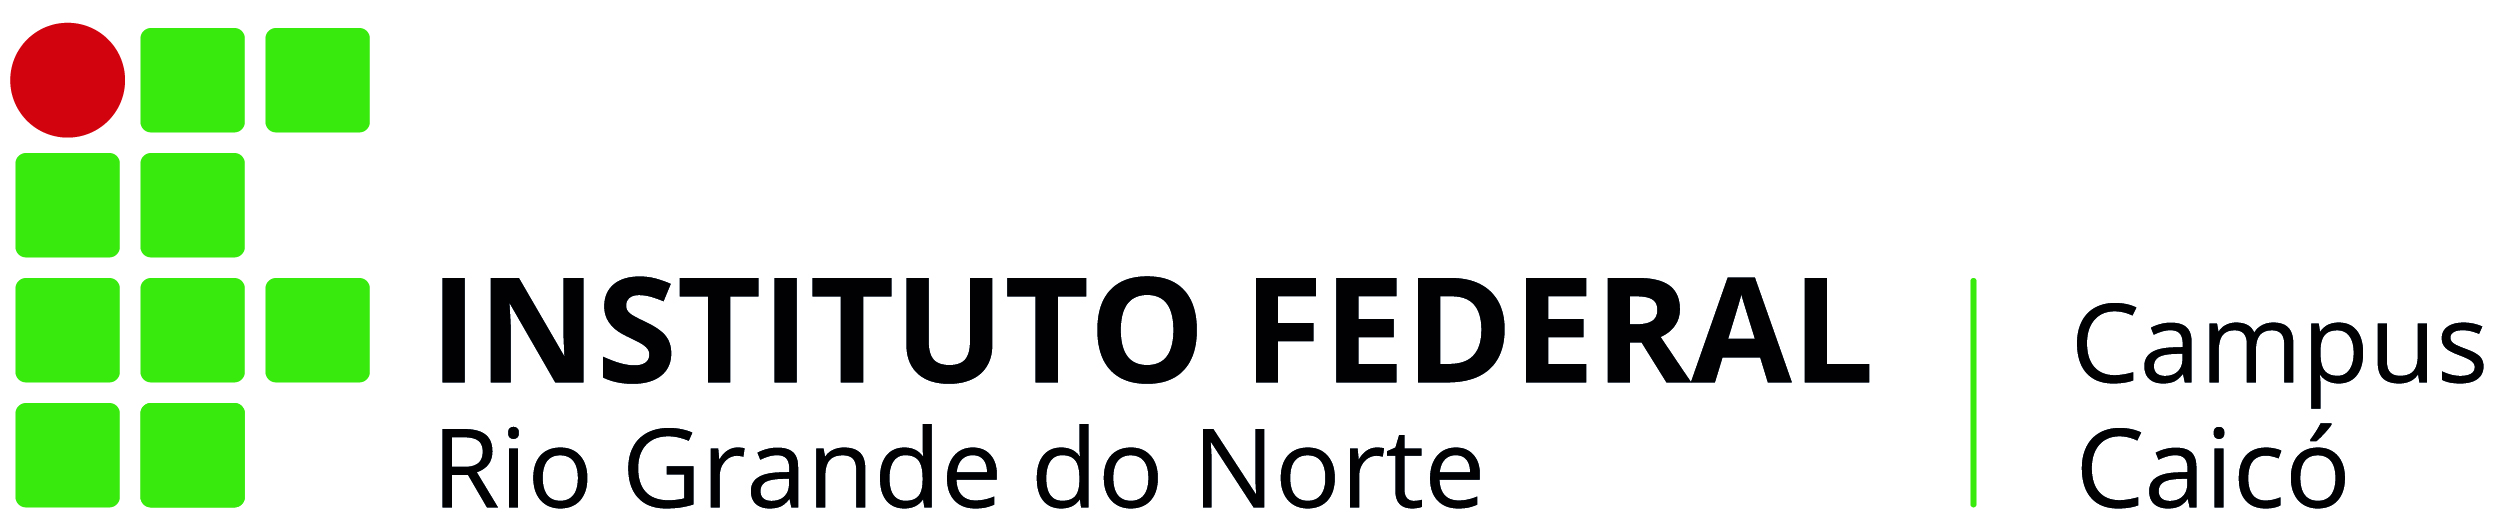 INSTITUTO FEDERAL
Rio Grande do Norte
Campus
Caicó